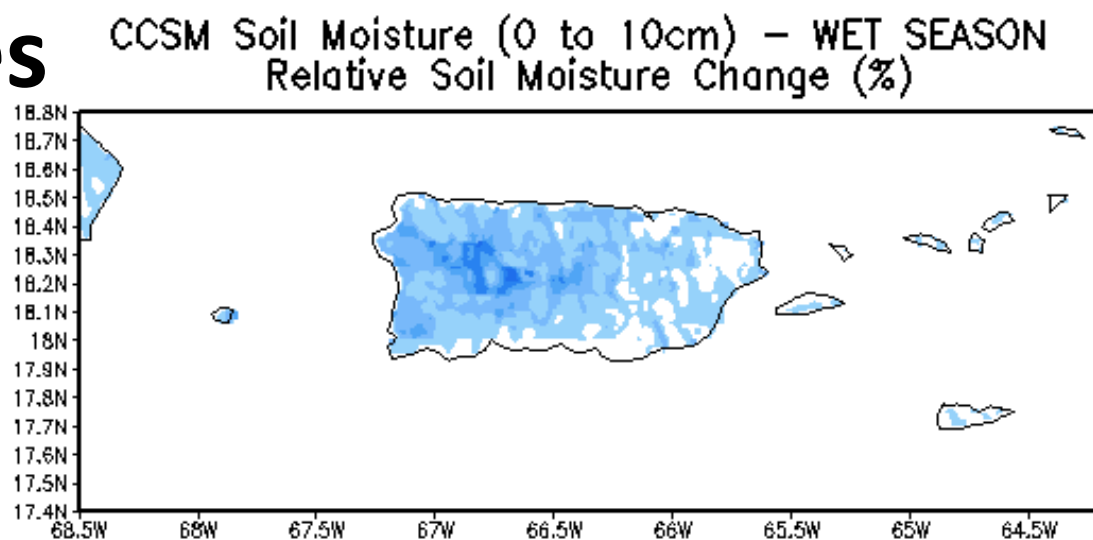 es
CCSM Soil Moisture (0 to 10cm) – WET SEASON
Relative Soil Moisture Change (%)
18.8N
18.7N
18.6N
18.5N
18.4N
18.3N
18.2N
18.1N
18N
17.9N
17.8N
17.7N
17.6N
17.5N
17.4N
68.5W 68W 67.5W 67W 66.5W 66W 65.5W 65W 64.5W